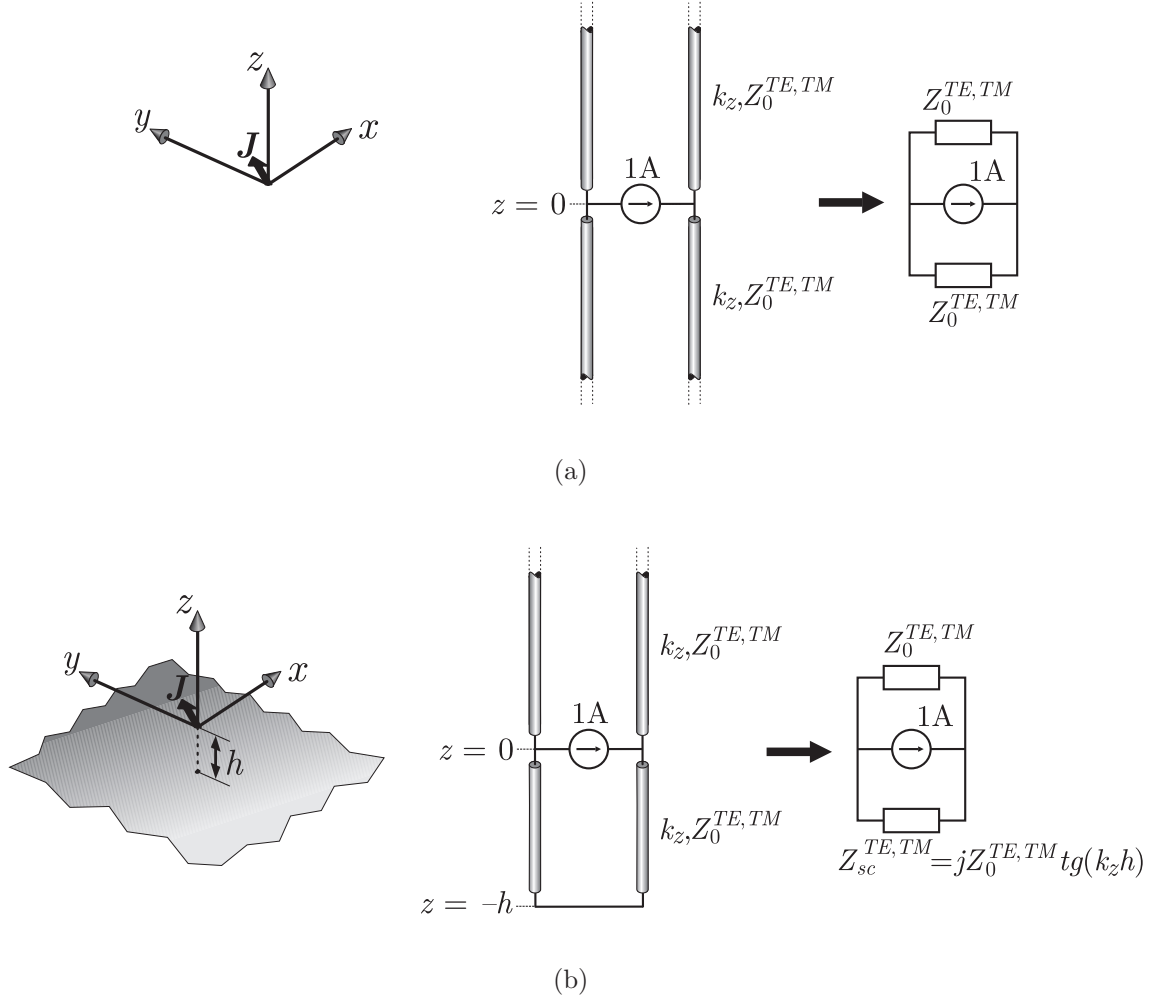 z
y
J
x
1A
z = 0
k_z,Z_0^{TE,TM}
k_z,Z_0^{TE,TM}
Z_0^{TE,TM}
1A
Z_0^{TE,TM}
(a)
z
y
J
x
h
1A
z = 0
z = –h
k_z,Z_0^{TE,TM}
k_z,Z_0^{TE,TM}
Z_0^{TE,TM}
1A
Z_{sc}^{TE,TM}=jZ_0^{TE,TM}tg(k_zh)
(b)